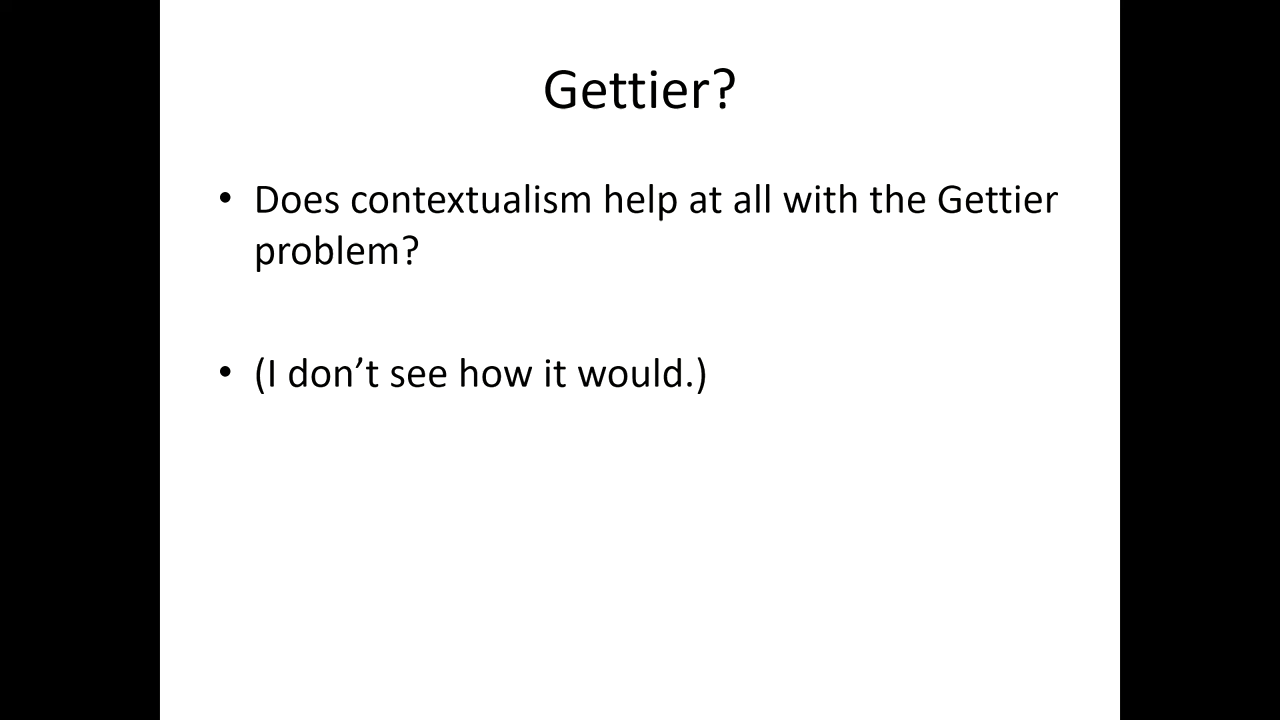 Gettier?
• Does contextualism help at all with the Gettier
problem?
• (I don’t see how it would.)